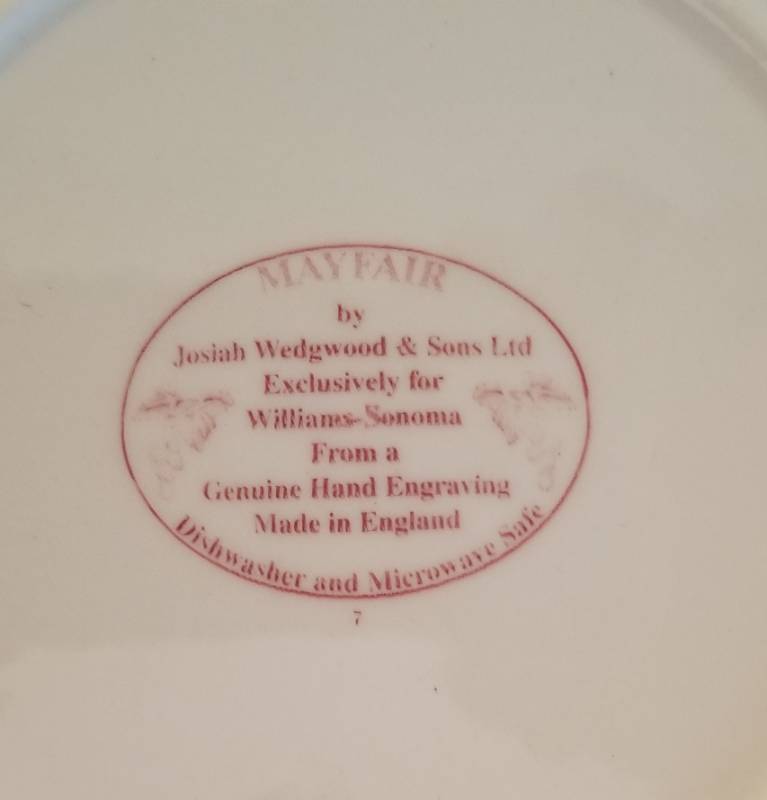 MAYFAIR
by
Josiah Wedgwood & Sons Ltd
Exclusively for
Williams-Sonoma
From a
Genuine Hand Engraving
Made in England
Dishwasher and Microwave Safe
7